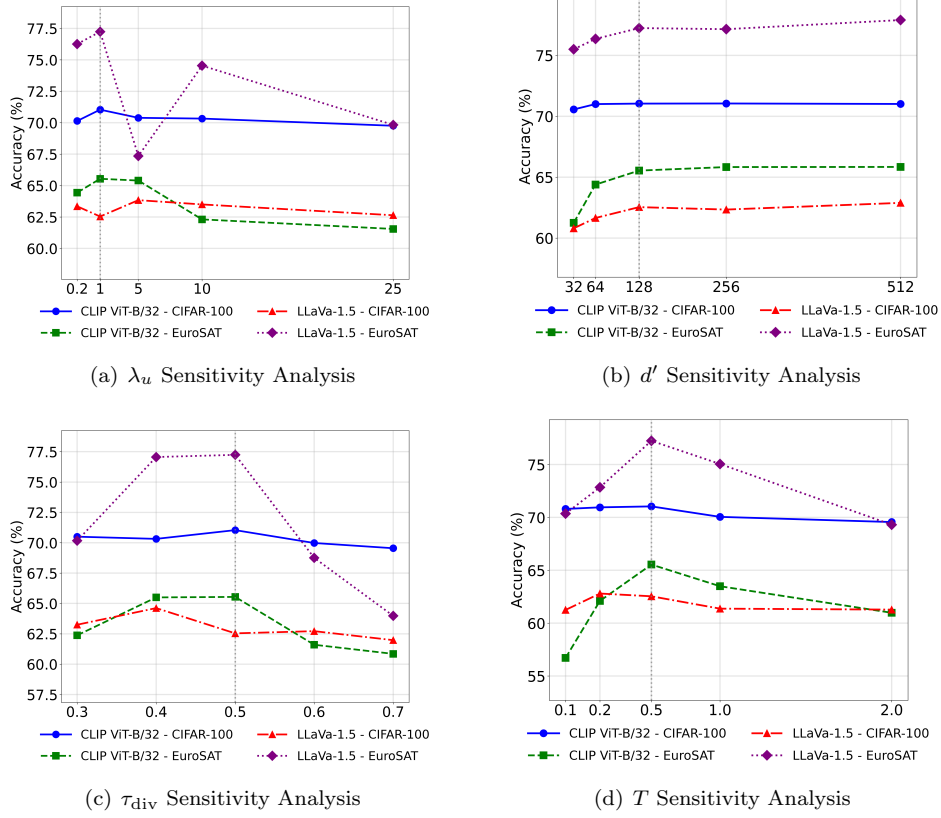 Accuracy (%)
77.5
75.0
72.5
70.0
67.5
65.0
62.5
60.0
0.2 1 5 10 25
CLIP ViT-B/32 - CIFAR-100 LLaVa-1.5 - CIFAR-100
CLIP ViT-B/32 - EuroSAT LLaVa-1.5 - EuroSAT
(a) λu Sensitivity Analysis
Accuracy (%)
75
70
65
60
32 64 128 256 512
CLIP ViT-B/32 - CIFAR-100 LLaVa-1.5 - CIFAR-100
CLIP ViT-B/32 - EuroSAT LLaVa-1.5 - EuroSAT
(b) d′ Sensitivity Analysis
Accuracy (%)
77.5
75.0
72.5
70.0
67.5
65.0
62.5
60.0
57.5
0.3 0.4 0.5 0.6 0.7
CLIP ViT-B/32 - CIFAR-100 LLaVa-1.5 - CIFAR-100
CLIP ViT-B/32 - EuroSAT LLaVa-1.5 - EuroSAT
(c) τdiv Sensitivity Analysis
Accuracy (%)
75
70
65
60
55
0.1 0.2 0.5 1.0 2.0
CLIP ViT-B/32 - CIFAR-100 LLaVa-1.5 - CIFAR-100
CLIP ViT-B/32 - EuroSAT LLaVa-1.5 - EuroSAT
(d) T Sensitivity Analysis